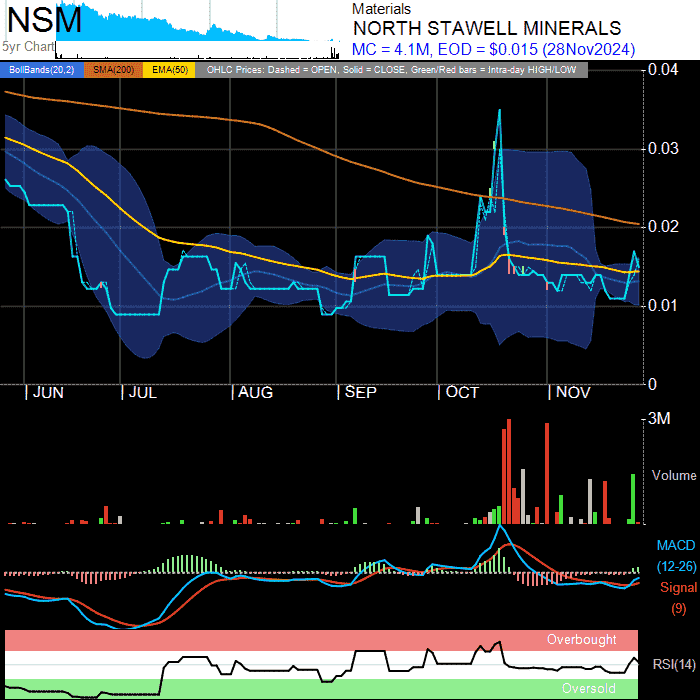 NSM
5yr Chart
Materials
NORTH STAWELL MINERALS
MC = 4.1M, EOD = $0.015 (28Nov2024)
BollBands(20,2) SMA(200) EMA(50) OHLC Prices: Dashed = OPEN, Solid = CLOSE, Green/Red bars = Intra-day HIGH/LOW
0.04
0.03
0.02
0.01
0
JUN JUL AUG SEP OCT NOV
3M
Volume
MACD
(12-26)
Signal
(9)
Overbought
RSI(14)
Oversold